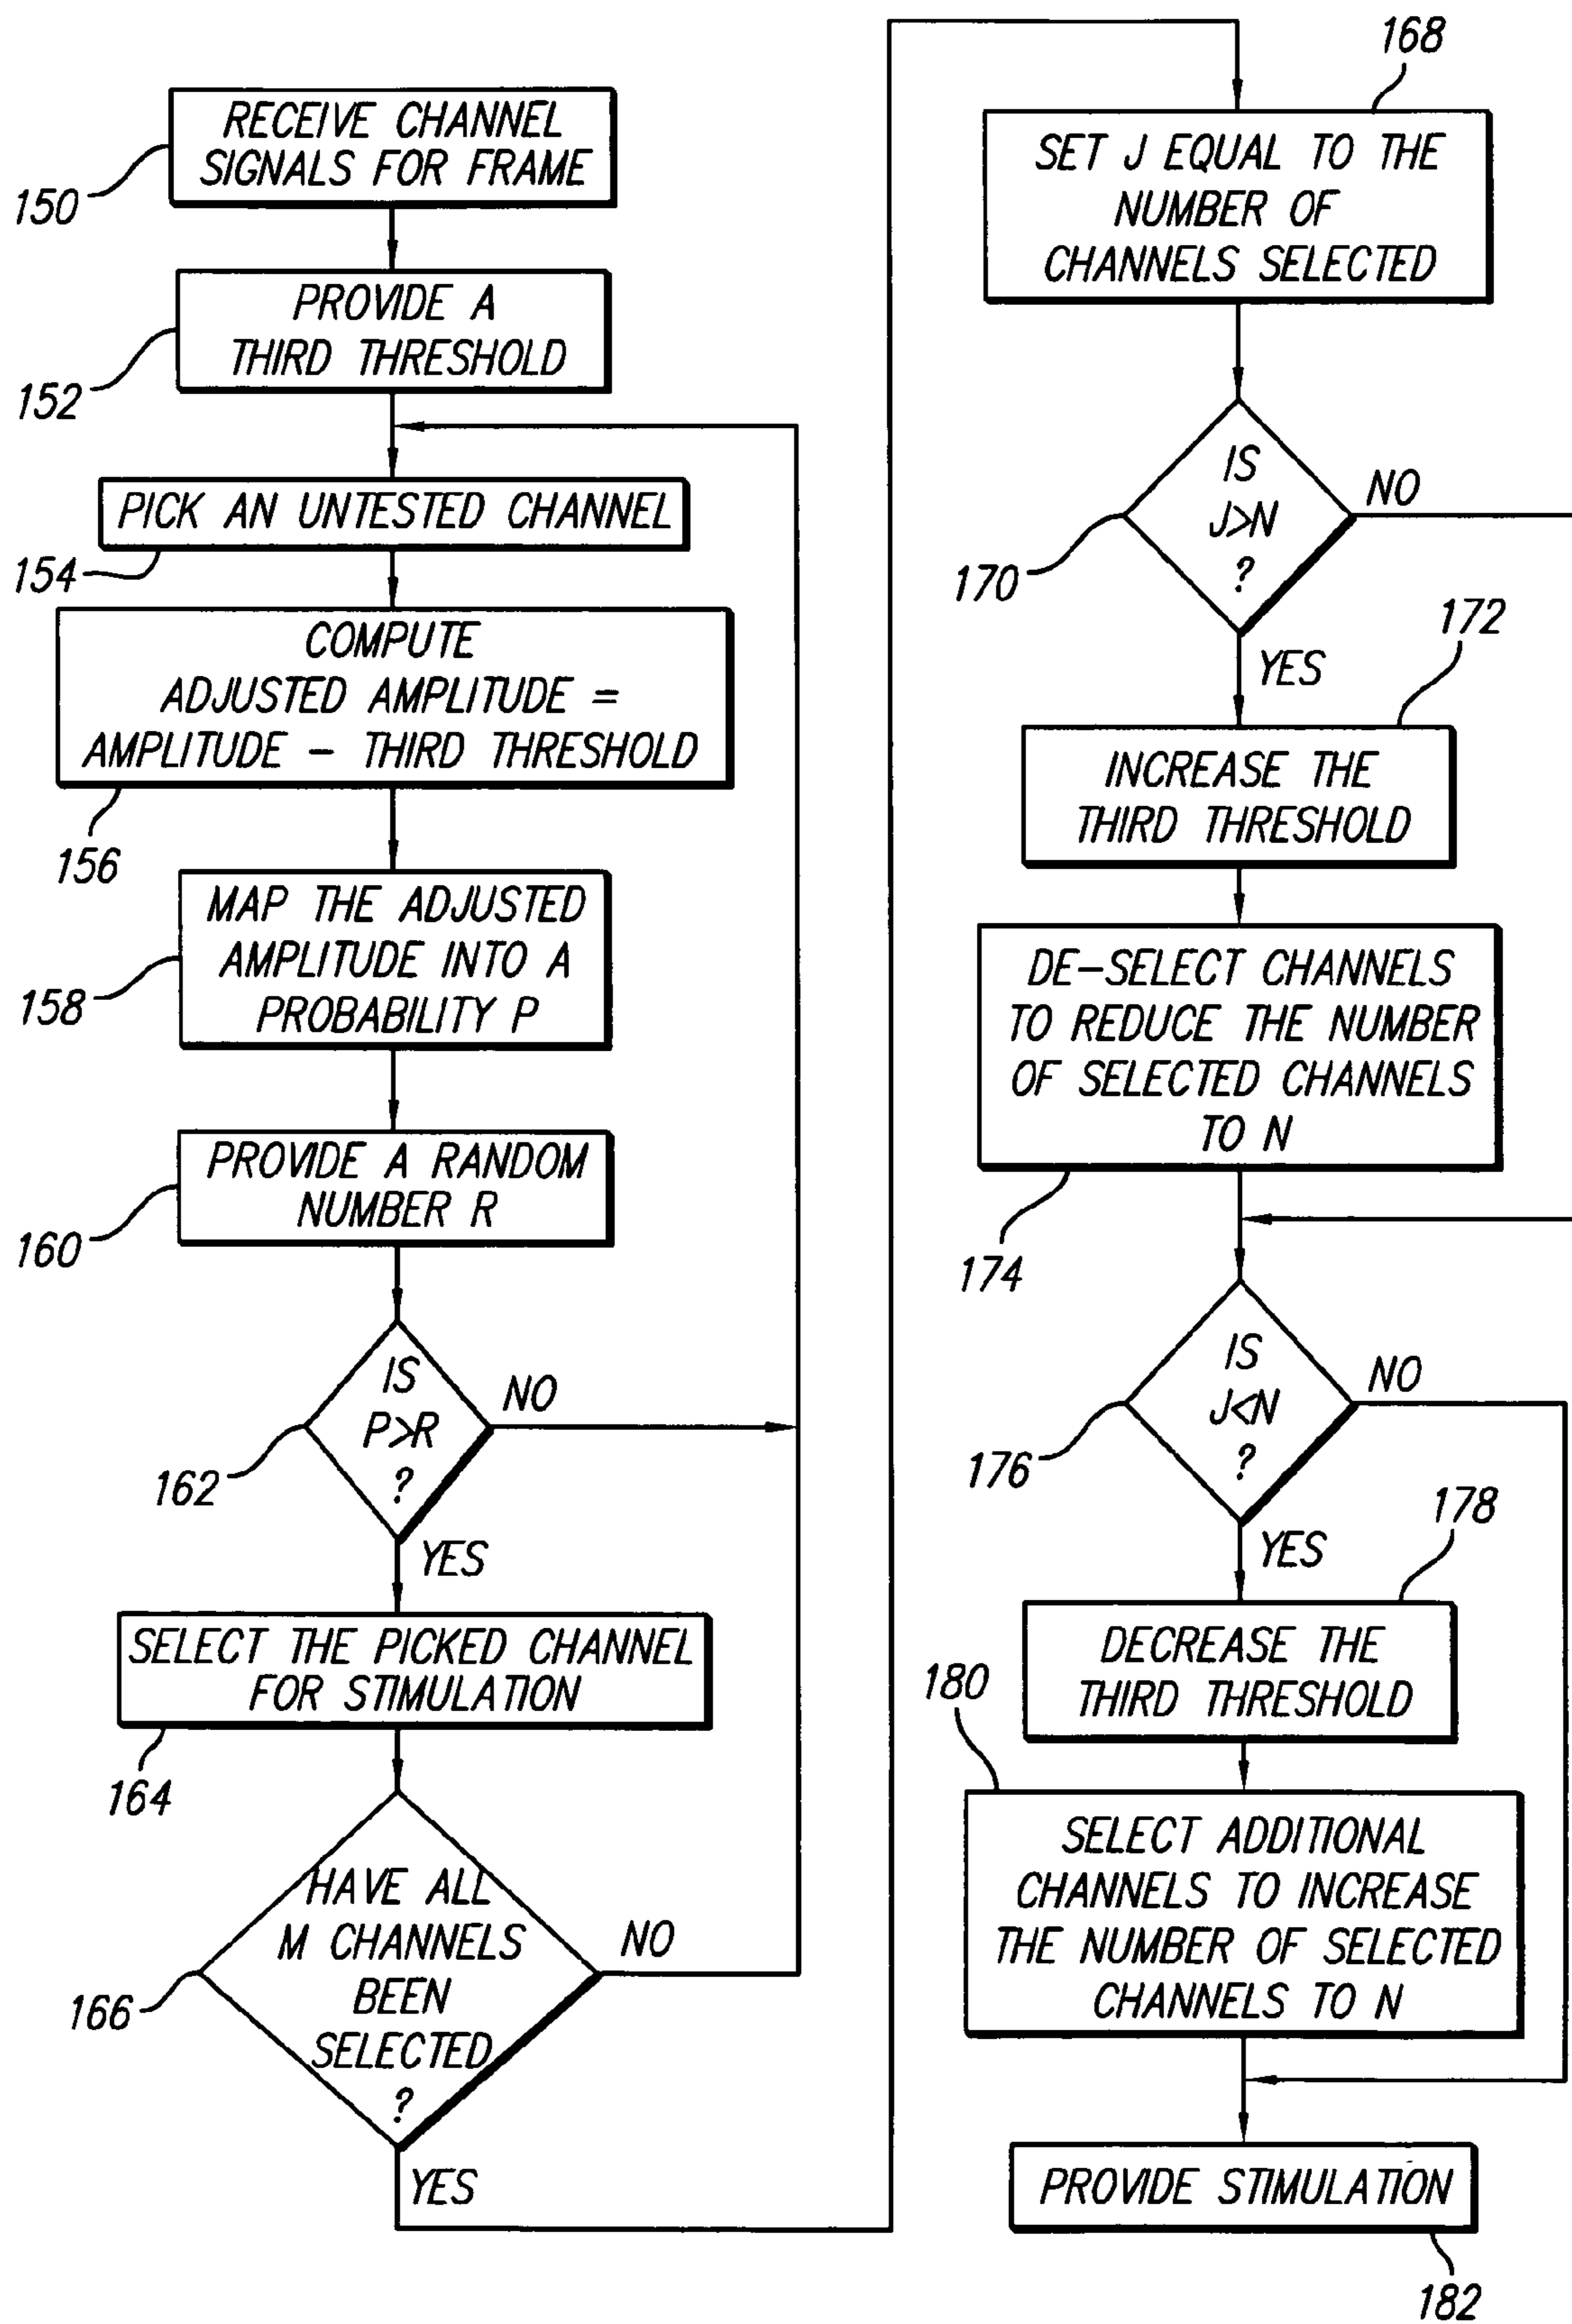 RECEIVE CHANNEL
SIGNALS FOR FRAME
150
PROVIDE A
THIRD THRESHOLD
152
PICK AN UNTESTED CHANNEL
154
COMPUTE
ADJUSTED AMPLITUDE =
AMPLITUDE – THIRD THRESHOLD
156
MAP THE ADJUSTED
AMPLITUDE INTO A
PROBABILITY P
158
PROVIDE A RANDOM
NUMBER R
160
IS
P>R
?
NO
162
YES
SELECT THE PICKED CHANNEL
FOR STIMULATION
164
HAVE ALL
M CHANNELS
BEEN
SELECTED
?
NO
166
YES
168
SET J EQUAL TO THE
NUMBER OF
CHANNELS SELECTED
IS
J>N
?
NO
170
YES
172
INCREASE THE
THIRD THRESHOLD
DE-SELECT CHANNELS
TO REDUCE THE NUMBER
OF SELECTED CHANNELS
TO N
174
IS
J<N
?
NO
176
YES
178
DECREASE THE
THIRD THRESHOLD
180
SELECT ADDITIONAL
CHANNELS TO INCREASE
THE NUMBER OF SELECTED
CHANNELS TO N
PROVIDE STIMULATION
182